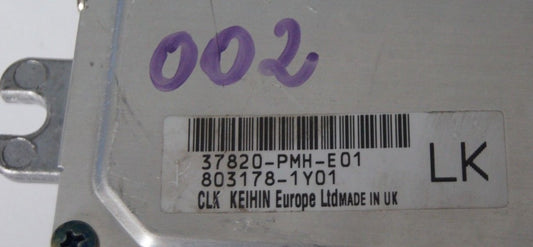 002
37820-PMH-E01
803178-1Y01
LK
CLK KEIHIN Europe Ltd MADE IN UK